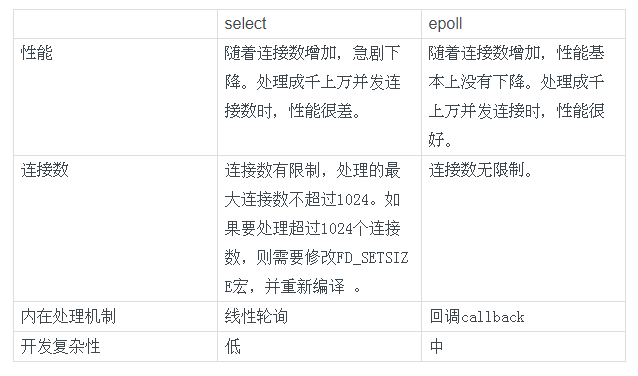 select
epoll
性能
随着连接数增加，急剧下
降。处理成千上万并发连
接数时，性能很差。
随着连接数增加，性能基
本上没有下降。处理成千
上万并发连接时，性能很
好。
连接数
连接数有限制，处理的最
大连接数不超过1024。如
果要处理超过1024个连接
数，则需要修改FD_SETSIZ
E宏，并重新编译 。
连接数无限制。
内在处理机制
线性轮询
回调callback
开发复杂性
低
中